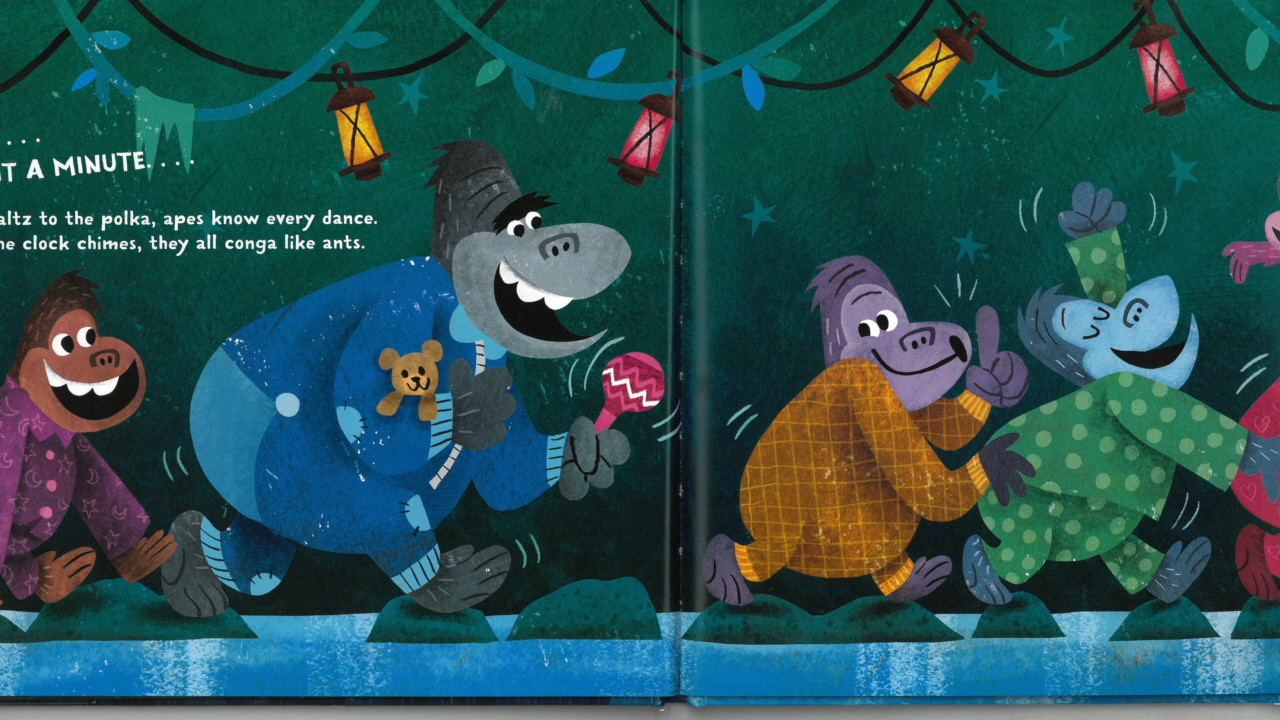 . . .
A MINUTE. . . .
to the polka, apes know every dance.
clock chimes, they all conga like ants.